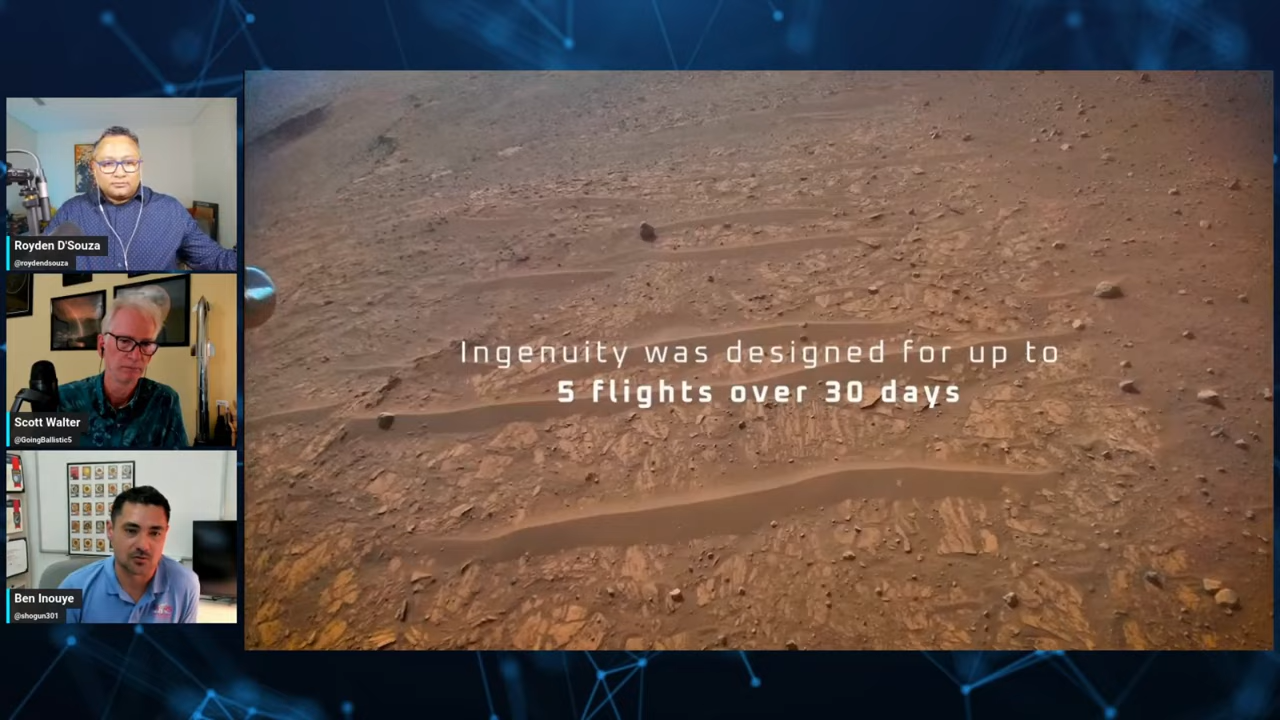 Royden D'Souza
@roydendsouza
Scott Walter
@GoingBallistic5
Ben Inouye
@shogun301
Ingenuity was designed for up to
5 flights over 30 days